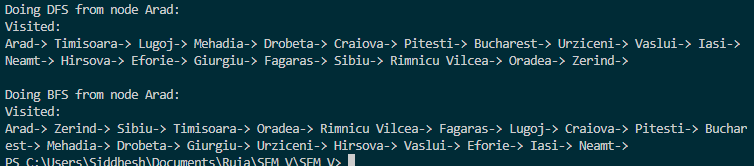 Doing DFS from node Arad:
Visited:
Arad-> Timisoara-> Lugoj-> Mehadia-> Drobeta-> Craiova-> Pitesti-> Bucharest-> Urziceni-> Vaslui-> Iasi->
Neamt-> Hirsova-> Eforie-> Giurgiu-> Fagaras-> Sibiu-> Rimnicu Vilcea-> Oradea-> Zerind->
Doing BFS from node Arad:
Visited:
Arad-> Zerind-> Sibiu-> Timisoara-> Oradea-> Rimnicu Vilcea-> Fagaras-> Lugoj-> Craiova-> Pitesti-> Buchar
est-> Mehadia-> Drobeta-> Giurgiu-> Urziceni-> Hirsova-> Vaslui-> Eforie-> Iasi-> Neamt->
PS C:\Users\Siddhesh\Documents\Ruia\SEM V\SEM V>